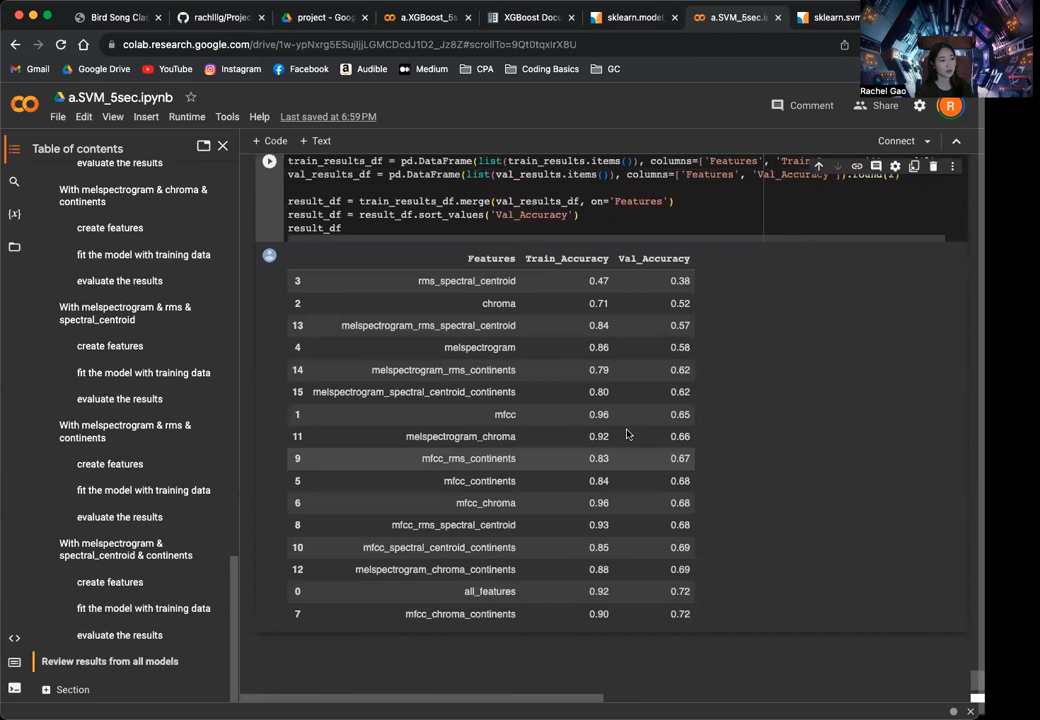 Bird Song Clas
rachllg/Projec
project - Goog
a.XGBoost_5s
XGBoost Docu
sklearn.model_
a.SVM_5sec.i
sklearn.svm
colab.research.google.com/drive/1w-ypNxrg5ESujljjLGMCDcdJ1D2_Jz8Z#scrollTo=9Qt0tqxIrX8U
Gmail
Google Drive
YouTube
Instagram
Facebook
Audible
Medium
CPA
Coding Basics
GC
Rachel Gao
a.SVM_5sec.ipynb
File Edit View Insert Runtime Tools Help Last saved at 6:59 PM
Comment
Share
R
Table of contents
+ Code + Text
Connect
evaluate the results
With melspectrogram & chroma &
continents
create features
fit the model with training data
evaluate the results
With melspectrogram & rms &
spectral_centroid
create features
fit the model with training data
evaluate the results
With melspectrogram & rms &
continents
create features
fit the model with training data
evaluate the results
With melspectrogram &
spectral_centroid & continents
create features
fit the model with training data
evaluate the results
Review results from all models
Section
train_results_df = pd.DataFrame(list(train_results.items()), columns=['Features', 'Train
val_results_df = pd.DataFrame(list(val_results.items()), columns=['Features', 'Val_Accuracy']).round(2)
result_df = train_results_df.merge(val_results_df, on='Features')
result_df = result_df.sort_values('Val_Accuracy')
result_df
Features Train_Accuracy Val_Accuracy
3 rms_spectral_centroid 0.47 0.38
2 chroma 0.71 0.52
13 melspectrogram_rms_spectral_centroid 0.84 0.57
4 melspectrogram 0.86 0.58
14 melspectrogram_rms_continents 0.79 0.62
15 melspectrogram_spectral_centroid_continents 0.80 0.62
1 mfcc 0.96 0.65
11 melspectrogram_chroma 0.92 0.66
9 mfcc_rms_continents 0.83 0.67
5 mfcc_continents 0.84 0.68
6 mfcc_chroma 0.96 0.68
8 mfcc_rms_spectral_centroid 0.93 0.68
10 mfcc_spectral_centroid_continents 0.85 0.69
12 melspectrogram_chroma_continents 0.88 0.69
0 all_features 0.92 0.72
7 mfcc_chroma_continents 0.90 0.72